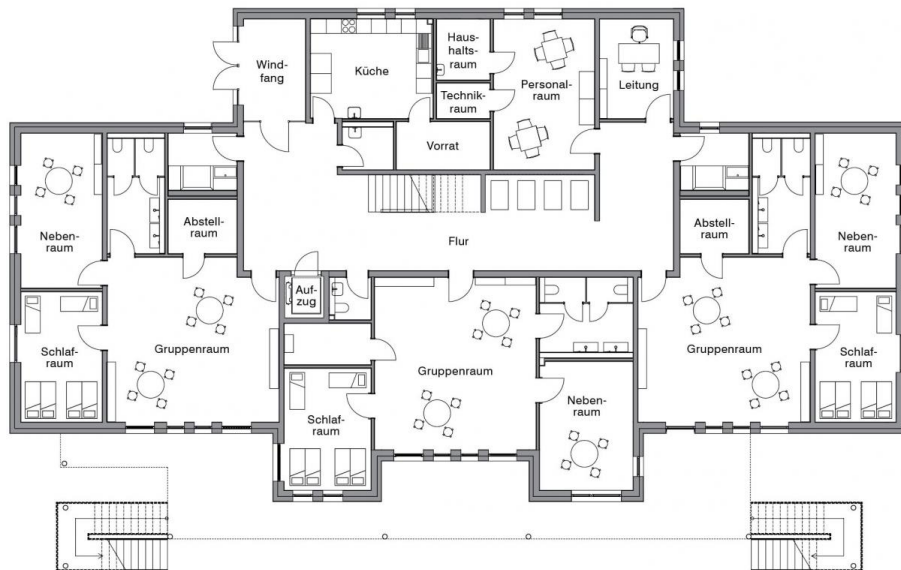 Wind-
fang
Küche
Haus-
halts-
raum
Technik-
raum
Personal-
raum
Leitung
Vorrat
Neben-
raum
Abstell-
raum
Flur
Abstell-
raum
Neben-
raum
Auf-
zug
Schlaf-
raum
Gruppenraum
Gruppenraum
Gruppenraum
Schlaf-
raum
Schlaf-
raum
Neben-
raum